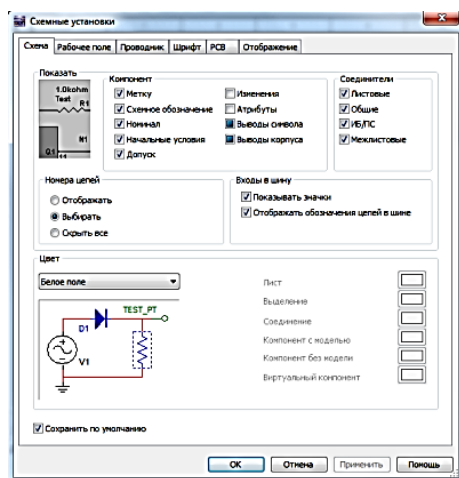 Схемные установки
Схема Рабочее поле Проводник Шрифт PCB Отображение
Показать
1.0kohm
Test R1
N1
Q1
Компонент
Метку
Схемное обозначение
Номинал
Начальные условия
Допуск
Изменения
Атрибуты
Выводы символа
Выводы корпуса
Соединители
Листовые
Общие
ИБ/ПС
Межлистовые
Номера цепей
Отображать
Выбирать
Скрыть все
Входы в шину
Показывать значки
Отображать обозначения цепей в шине
Цвет
Белое поле
TEST_PT
D1
V1
Лист
Выделение
Соединение
Компонент с моделью
Компонент без модели
Виртуальный компонент
Сохранить по умолчанию
OK Отмена Применить Помощь